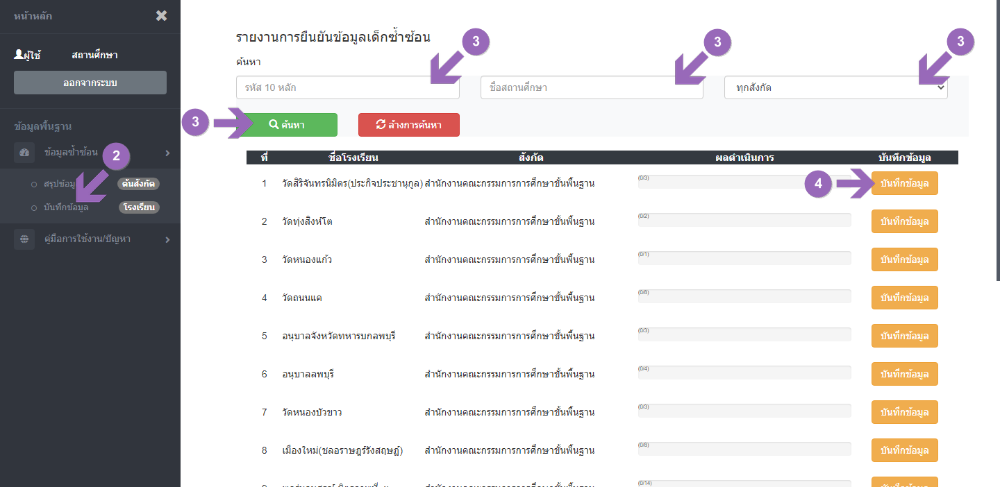 หน้าหลัก
ผู้ใช้ สถานศึกษา
ออกจากระบบ
ข้อมูลพื้นฐาน
ข้อมูลซ้ำซ้อน
2
สรุปข้อมู ต้นสังกัด
บันทึกข้อมูล โรงเรียน
คู่มือการใช้งาน/ปัญหา
รายงานการยืนยันข้อมูลเด็กซ้ำซ้อน
3 3 3
ค้นหา
รหัส 10 หลัก ชื่อสถานศึกษา ทุกสังกัด
3 ค้นหา ล้างการค้นหา
ที่ ชื่อโรงเรียน สังกัด ผลดำเนินการ บันทึกข้อมูล
1 วัดสิริจันทรนิมิตร(ประกิจประชานุกูล) สำนักงานคณะกรรมการการศึกษาขั้นพื้นฐาน (0/3) 4 บันทึกข้อมูล
2 วัดทุ่งสิงห์โต สำนักงานคณะกรรมการการศึกษาขั้นพื้นฐาน (0/2) บันทึกข้อมูล
3 วัดหนองแก้ว สำนักงานคณะกรรมการการศึกษาขั้นพื้นฐาน (0/1) บันทึกข้อมูล
4 วัดถนนแค สำนักงานคณะกรรมการการศึกษาขั้นพื้นฐาน (0/8) บันทึกข้อมูล
5 อนุบาลจังหวัดทหารบกลพบุรี สำนักงานคณะกรรมการการศึกษาขั้นพื้นฐาน (0/3) บันทึกข้อมูล
6 อนุบาลลพบุรี สำนักงานคณะกรรมการการศึกษาขั้นพื้นฐาน (0/4) บันทึกข้อมูล
7 วัดหนองบัวขาว สำนักงานคณะกรรมการการศึกษาขั้นพื้นฐาน (0/3) บันทึกข้อมูล
8 เมืองใหม่(ชลอราษฎร์รังสฤษฏ์) สำนักงานคณะกรรมการการศึกษาขั้นพื้นฐาน (0/8) บันทึกข้อมูล
(0/14)